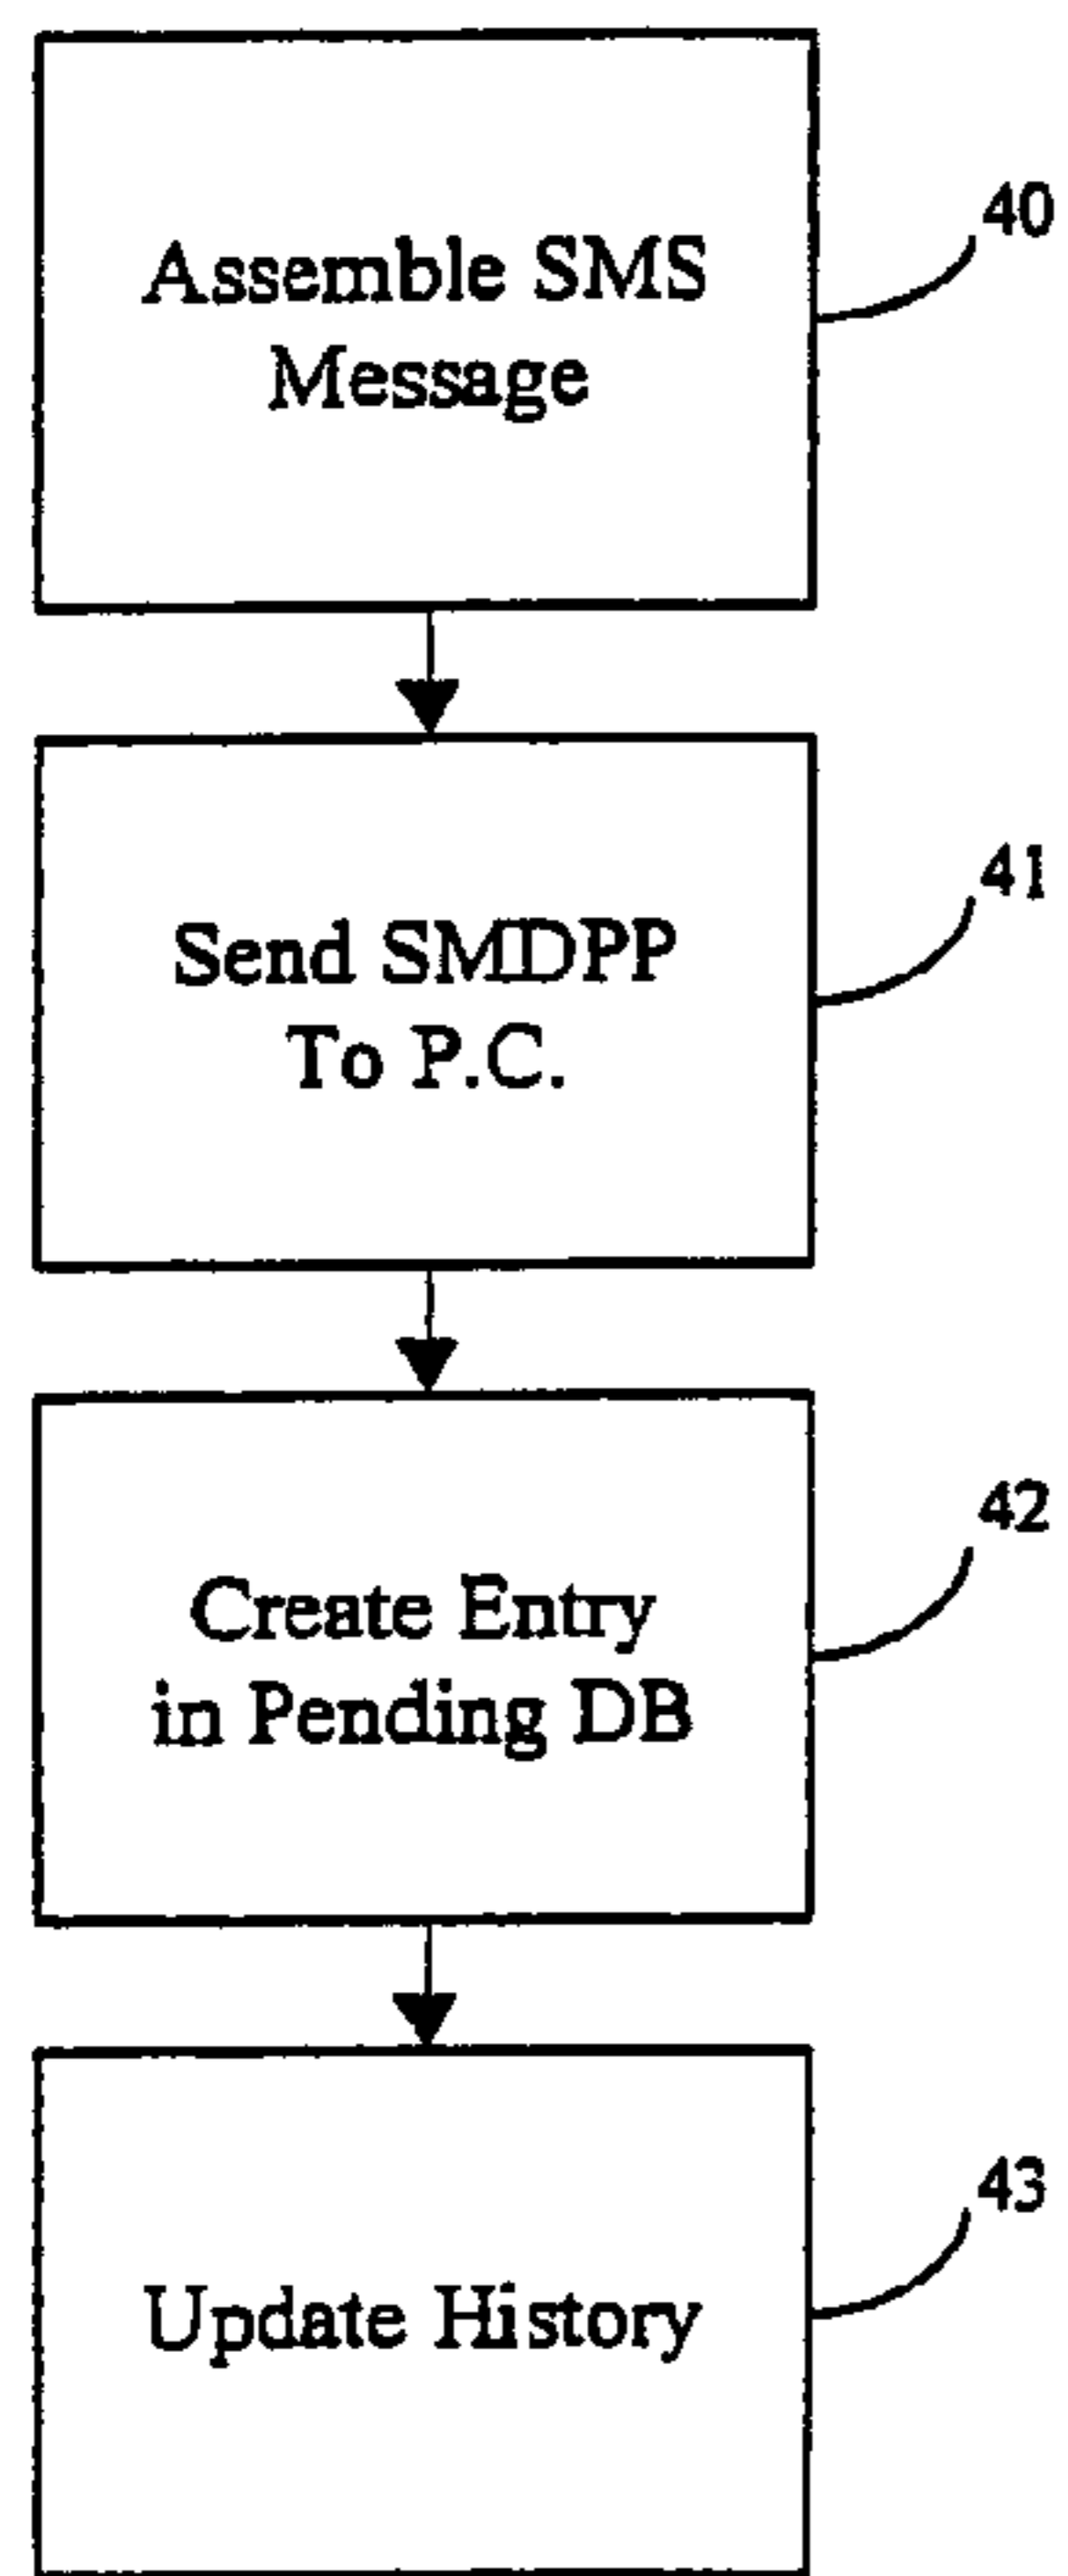 Assemble SMS
Message
40
Send SMDPP
To P.C.
41
Create Entry
in Pending DB
42
Update History
43